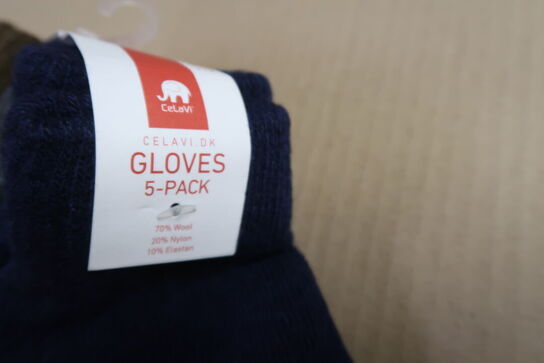 CeLaVi
CELAVI.DK
GLOVES
5-PACK
70% Wool
20% Nylon
10% Elastan